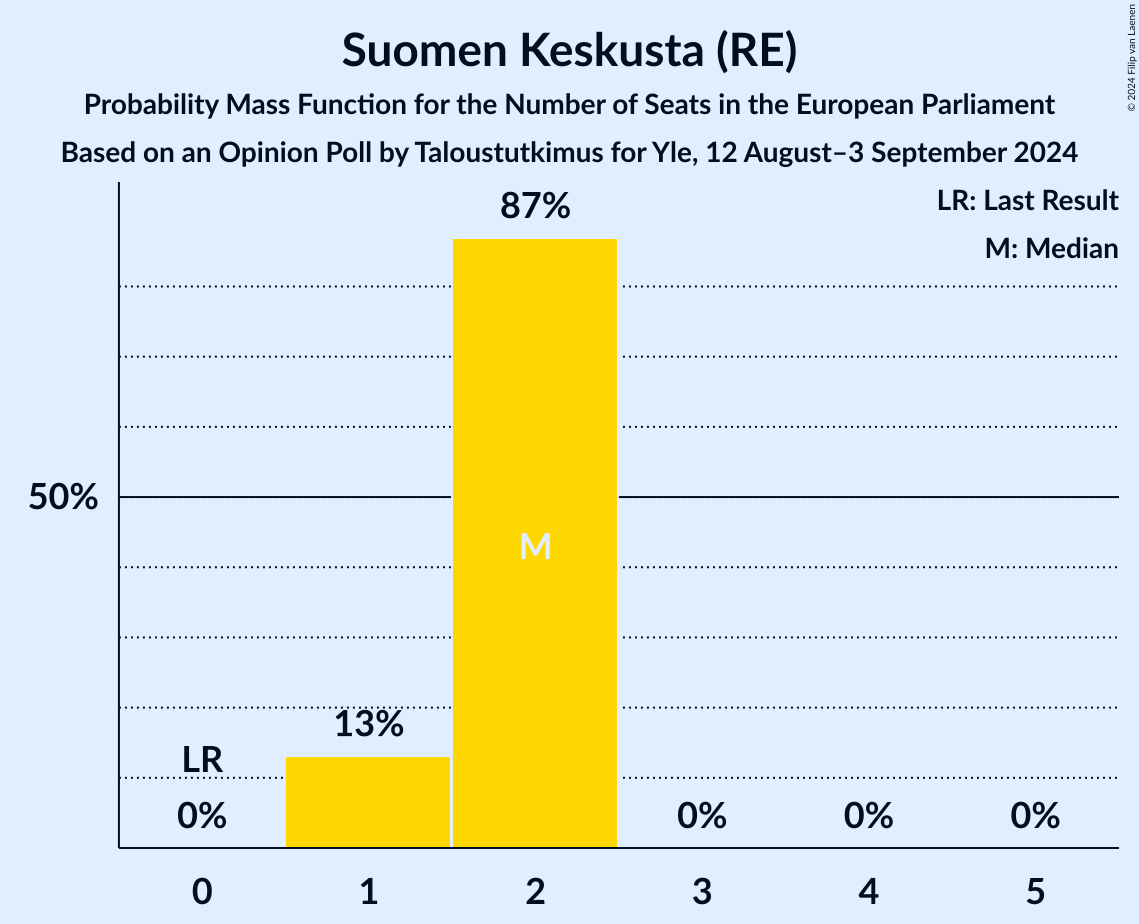 Suomen Keskusta (RE)
Probability Mass Function for the Number of Seats in the European Parliament
Based on an Opinion Poll by Taloustutkimus for Yle, 12 August–3 September 2024
© 2024 Filip van Laenen
LR: Last Result
M: Median
87%
50%
M
13%
LR
0%
0%
0%
0%
0 1 2 3 4 5